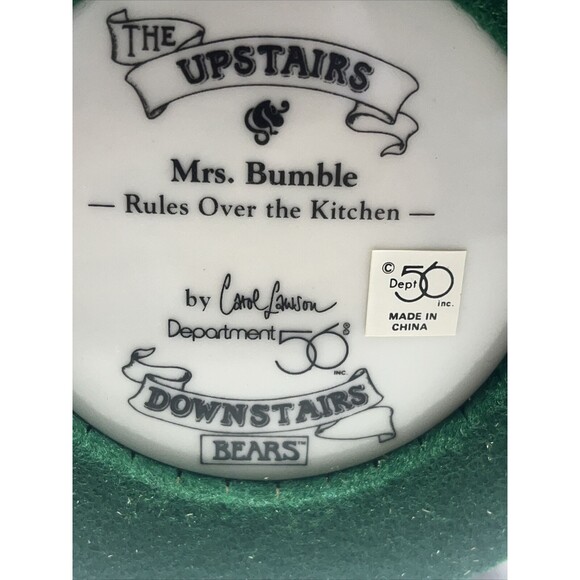 THE
UPSTAIRS
Mrs. Bumble
— Rules Over the Kitchen —
by Carol Lawson
Department 56®
INC.
DOWNSTAIRS
BEARS™
© Dept 56
inc.
MADE IN
CHINA